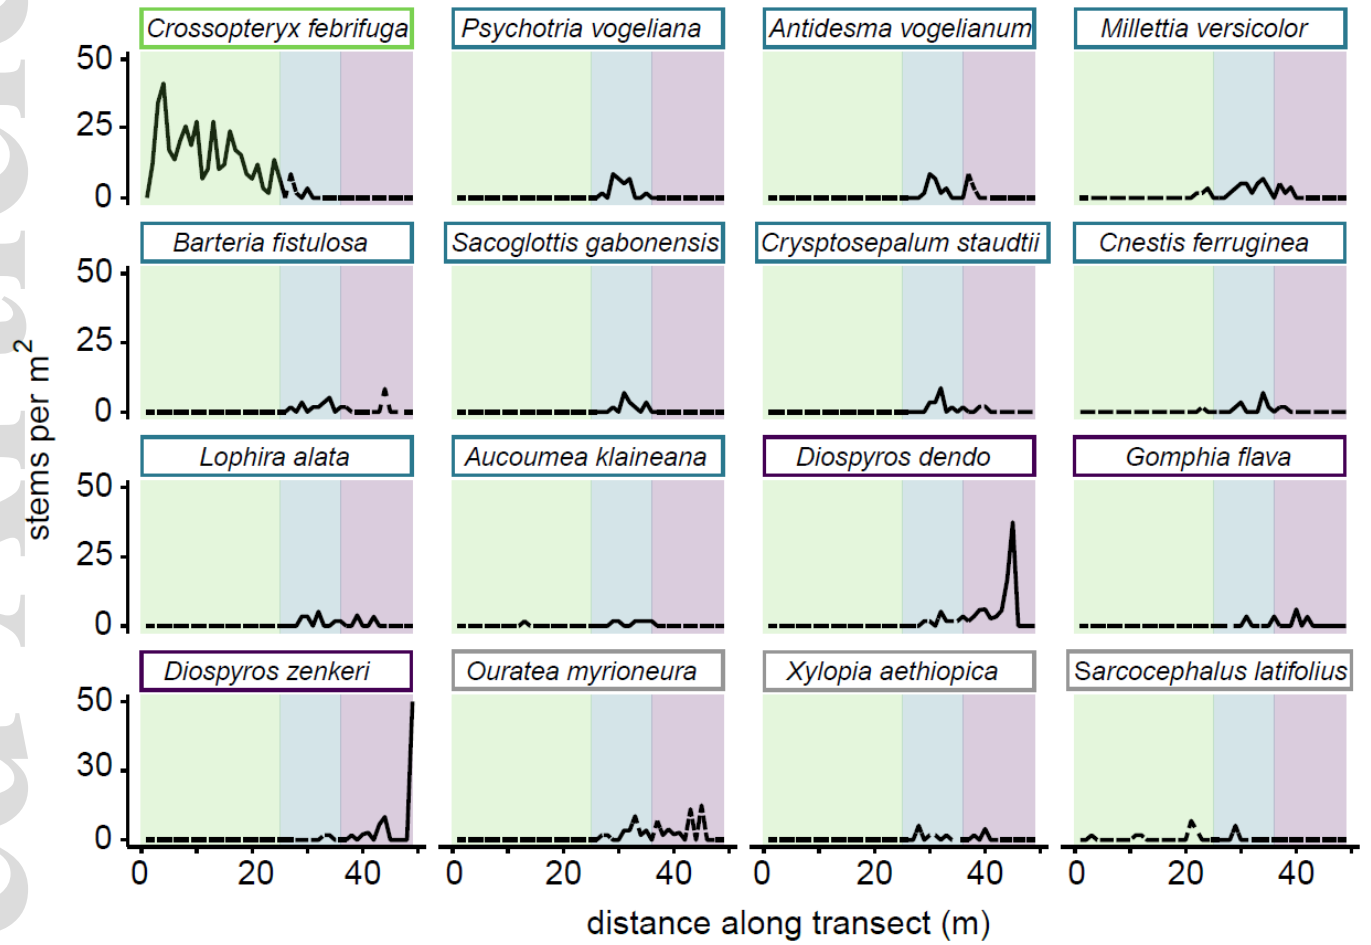 Crossopteryx febrifuga Psychotria vogeliana Antidesma vogelianum Millettia versicolor
50
25
0
Barteria fistulosa Sacoglottis gabonensis Crysptosepalum staudtii Cnestis ferruginea
50
25
0
stems per m²
Lophira alata Aucoumea klaineana Diospyros dendo Gomphia flava
50
25
0
Diospyros zenkeri Ouratea myrioneura Xylopia aethiopica Sarcocephalus latifolius
50
30
0
0 20 40 0 20 40 0 20 40 0 20 40
distance along transect (m)